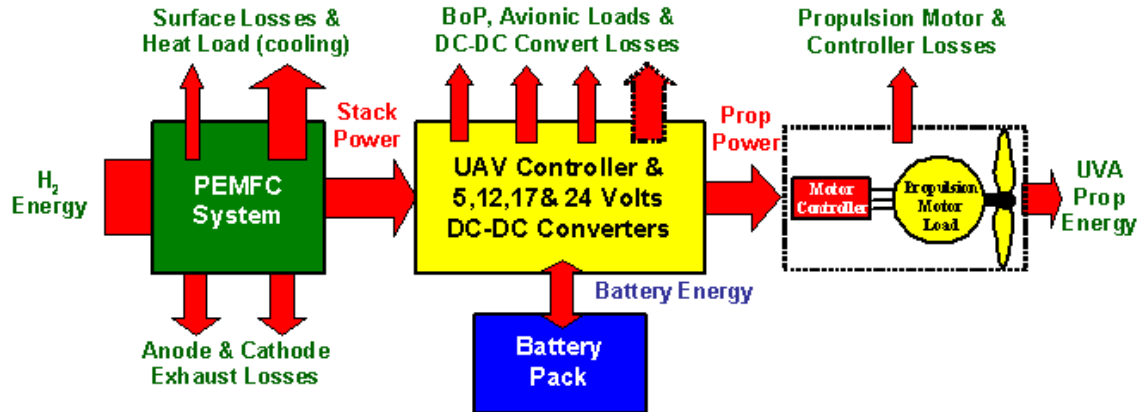 Surface Losses &
Heat Load (cooling)
BoP, Avionic Loads &
DC-DC Convert Losses
Propulsion Motor &
Controller Losses
Stack
Power
Prop
Power
H2
Energy
PEMFC
System
UAV Controller &
5,12,17& 24 Volts
DC-DC Converters
Motor
Controller
Propulsion
Motor
Load
UVA
Prop
Energy
Battery Energy
Anode & Cathode
Exhaust Losses
Battery
Pack